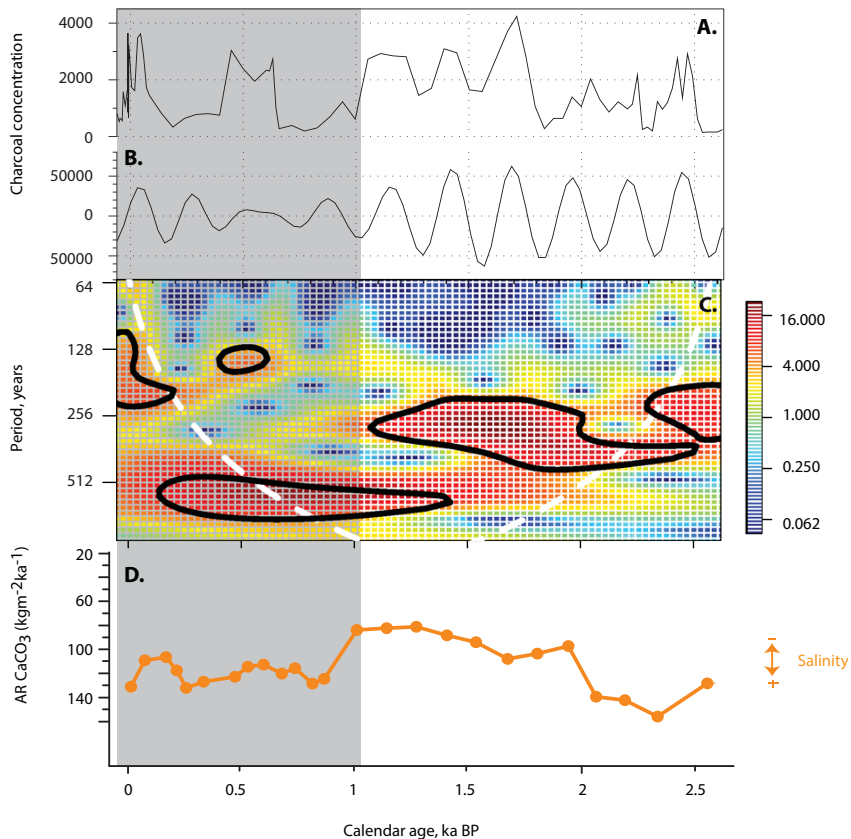 A.
4000
2000
0
Charcoal concentration
B.
50000
0
50000
C.
64
128
256
512
Period, years
16.000
4.000
1.000
0.250
0.062
D.
20
60
100
140
AR CaCO₃ (kgm⁻²ka⁻¹)
–
Salinity
+
0 0.5 1 1.5 2 2.5
Calendar age, ka BP